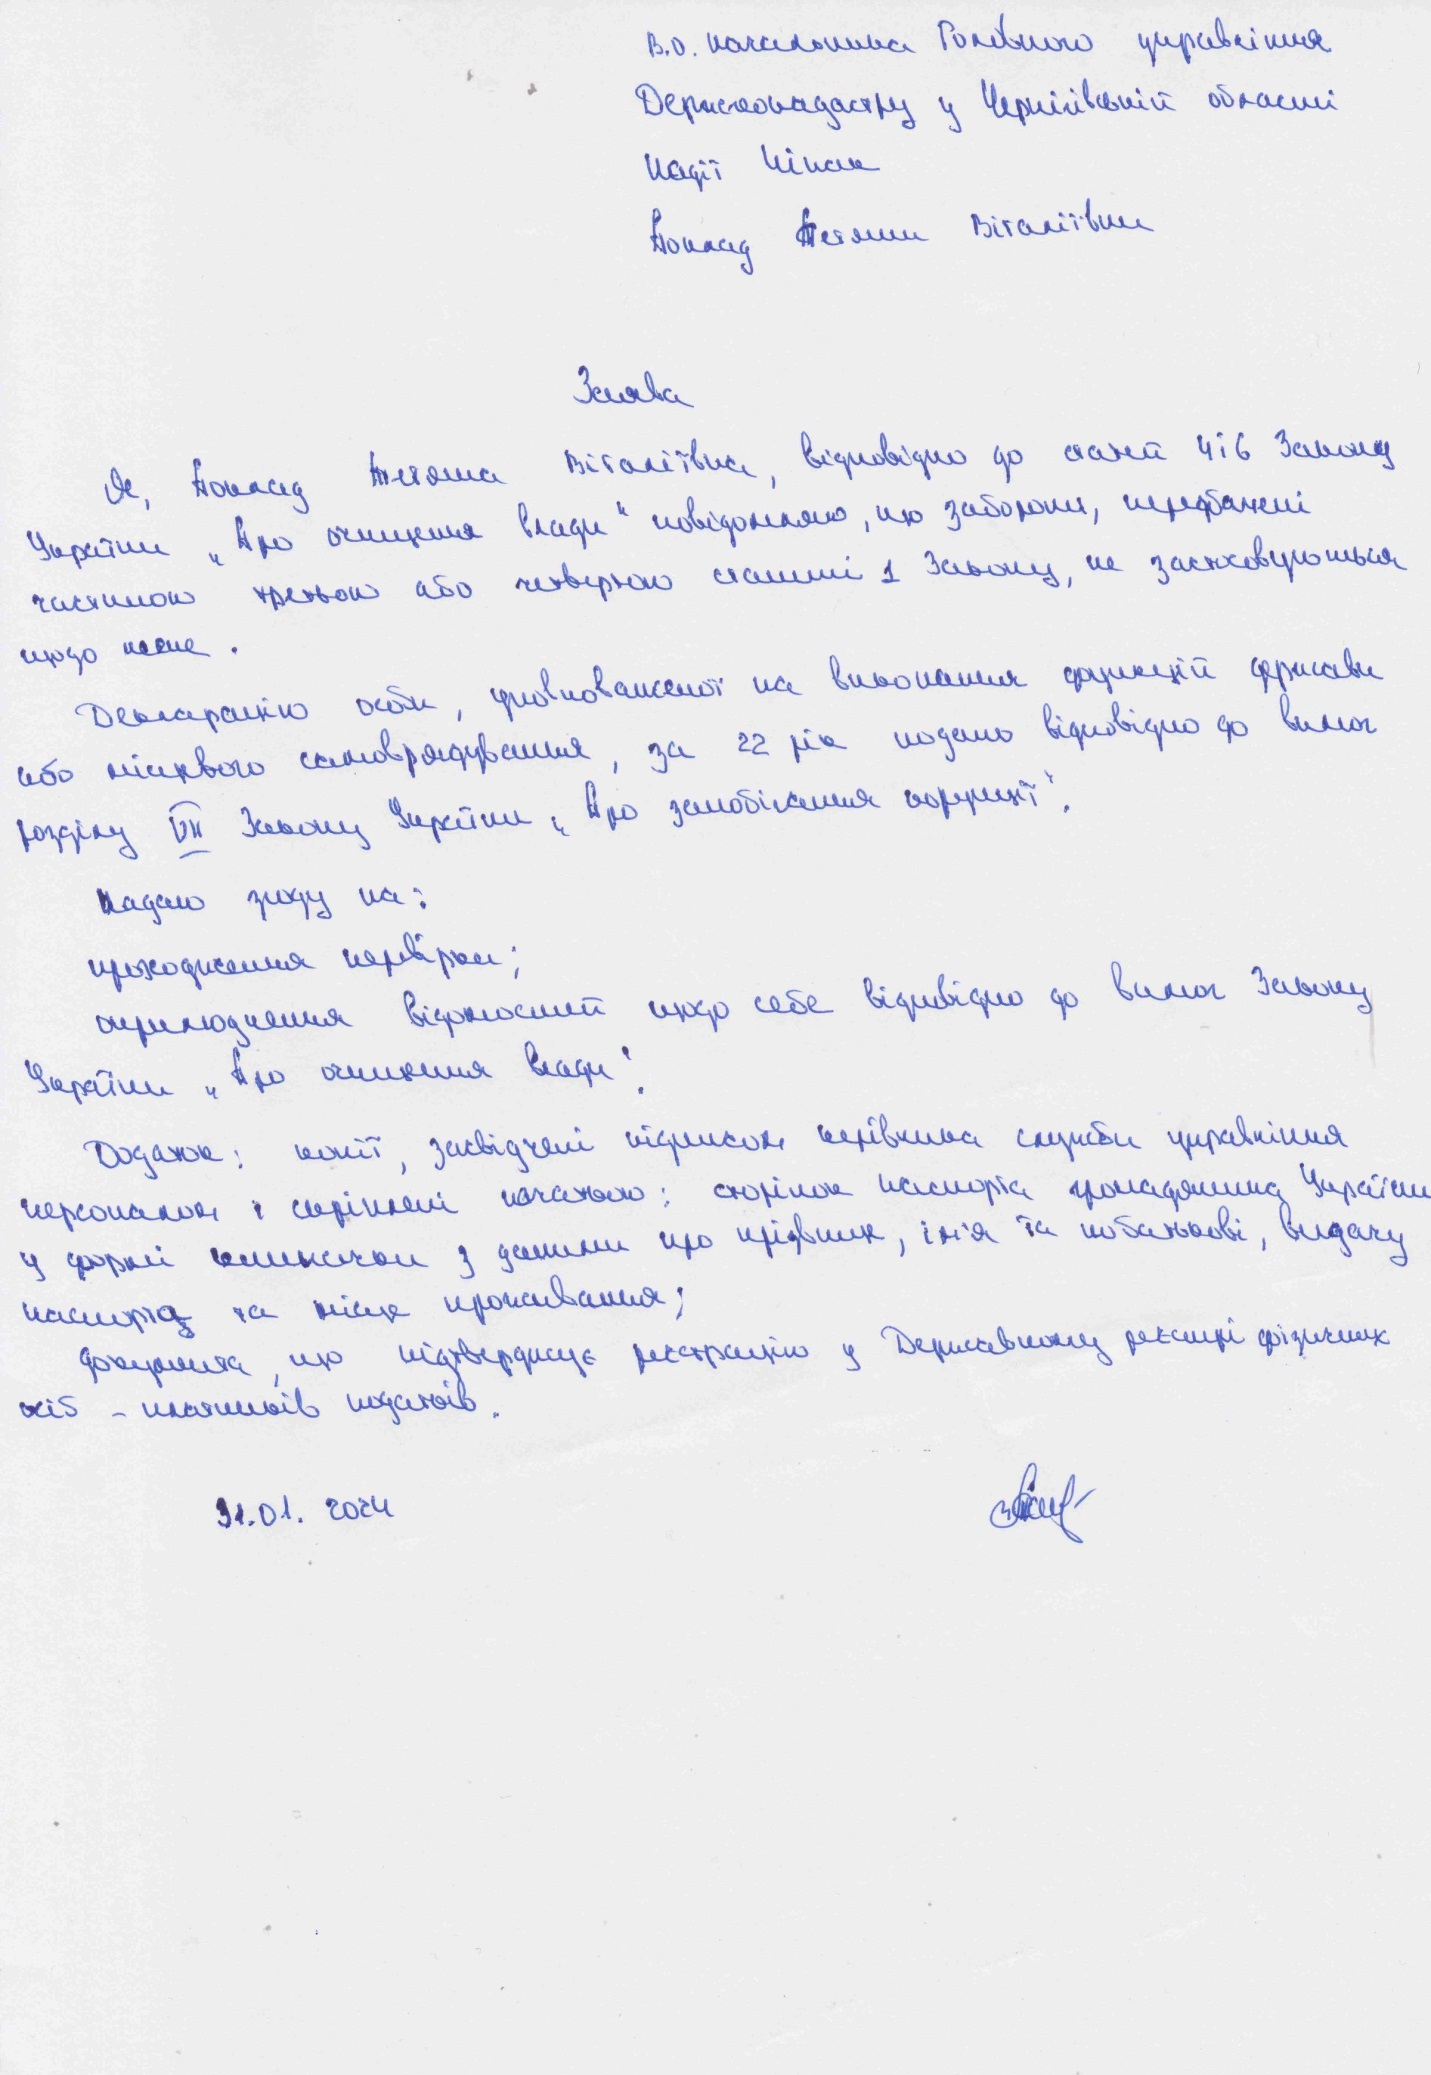 В.о. начальника Головного управління
Держгеокадастру у Чернігівській області
Надії Кінах
Поклад Тетяни Віталіївни
Заява
Я, Поклад Тетяна Віталіївна, відповідно до статей 4 і 6 Закону
України „Про очищення влади" повідомляю, що заборони, передбачені
частиною третьою або четвертою статті 1 Закону, не застосовуються
щодо мене.
Декларацію особи, уповноваженої на виконання функцій держави
або місцевого самоврядування, за 22 рік подано відповідно до вимог
розділу VII Закону України „Про запобігання корупції".
Надаю згоду на:
проходження перевірки;
оприлюднення відомостей щодо себе відповідно до вимог Закону
України „Про очищення влади".
Додаток: копії, засвідчені підписом керівника служби управління
персоналом і скріплені печаткою: сторінок паспорта громадянина України
у формі книжечки з даними про прізвище, ім'я та по батькові, видачу
паспорта та місце проживання;
документа, що підтверджує реєстрацію у Державному реєстрі фізичних
осіб - платників податків.
31.01. 2024